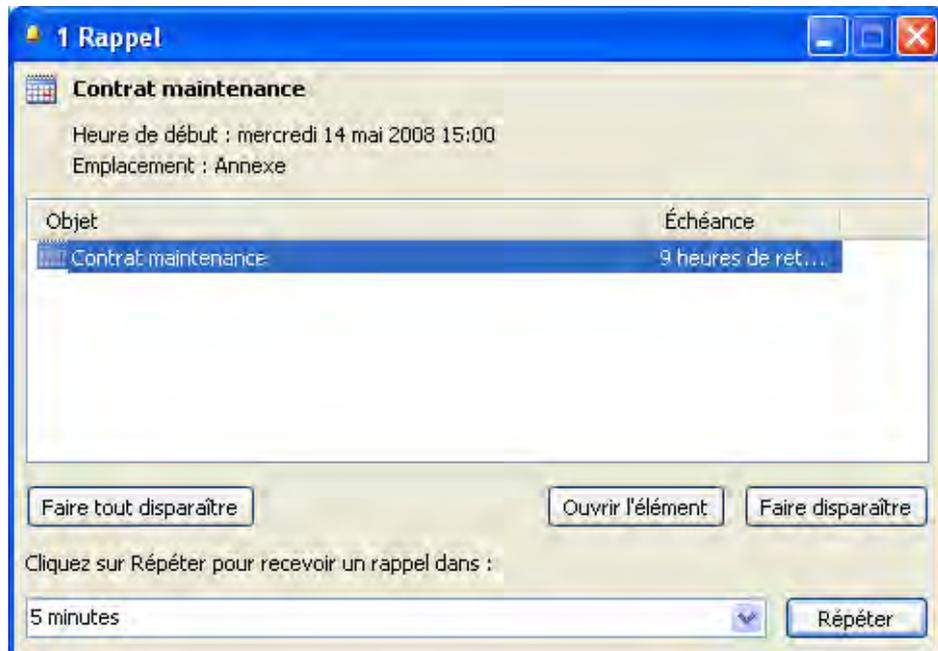 1 Rappel
Contrat maintenance
Heure de début : mercredi 14 mai 2008 15:00
Emplacement : Annexe
Objet Échéance
Contrat maintenance 9 heures de ret...
Faire tout disparaître Ouvrir l'élément Faire disparaître
Cliquez sur Répéter pour recevoir un rappel dans :
5 minutes Répéter